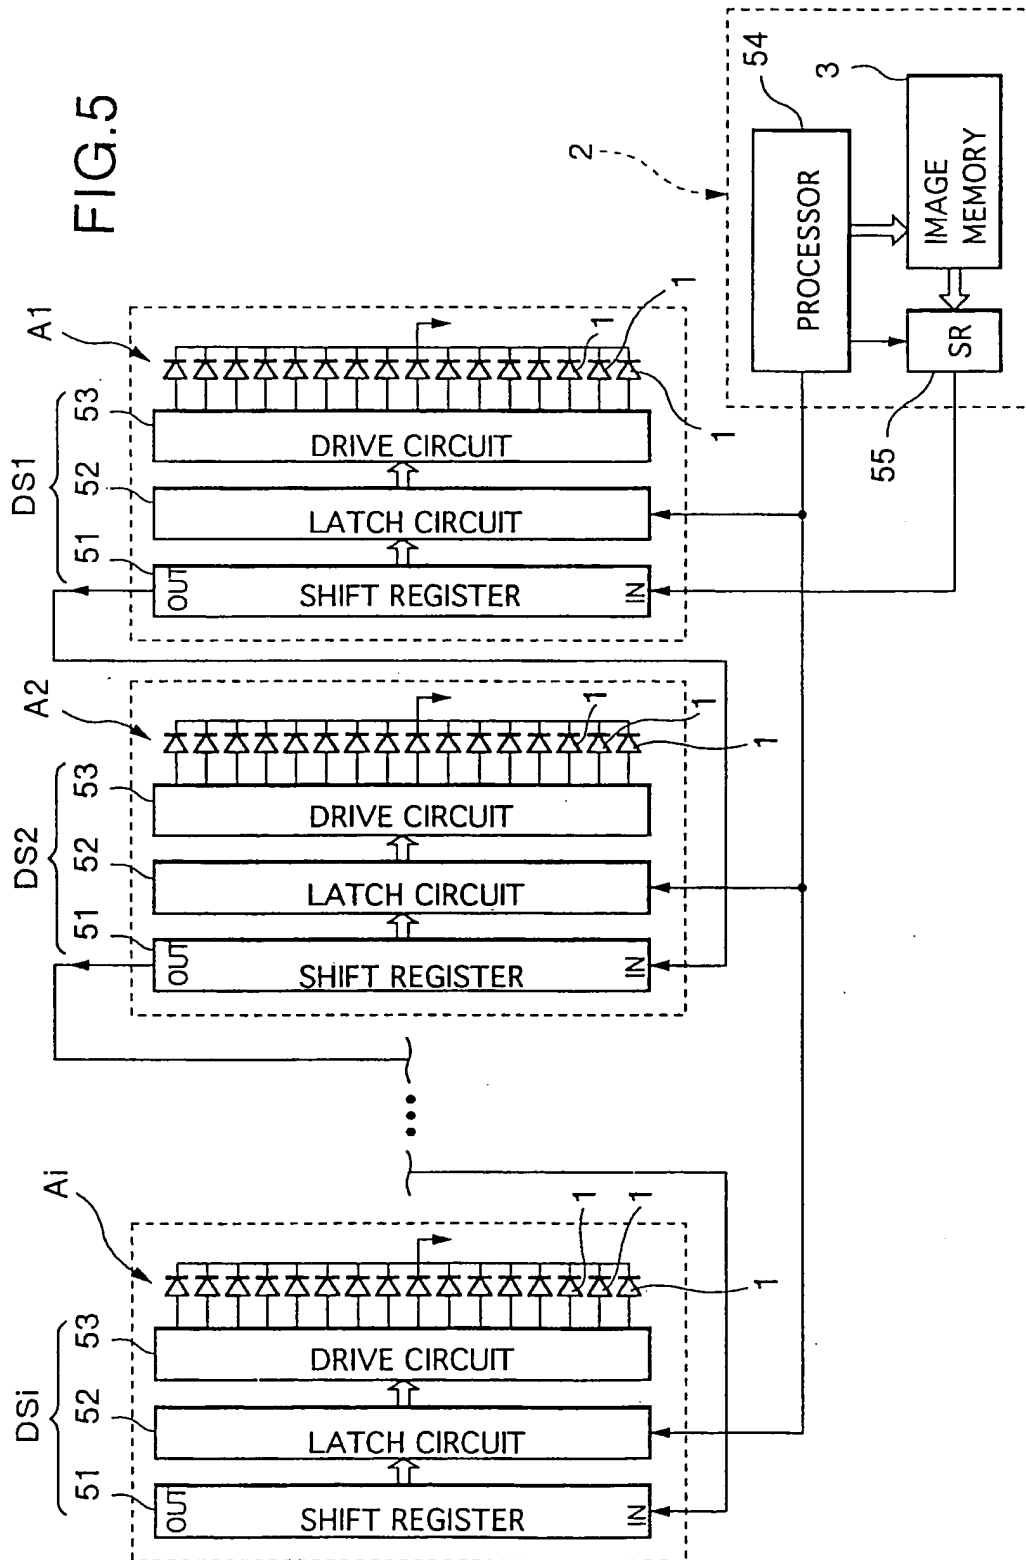 FIG.5
A1
DS1
51
52
53
OUT
SHIFT REGISTER
IN
LATCH CIRCUIT
DRIVE CIRCUIT
1
1
1
A2
DS2
51
52
53
OUT
SHIFT REGISTER
IN
LATCH CIRCUIT
DRIVE CIRCUIT
1
1
1
Ai
DSi
51
52
53
OUT
SHIFT REGISTER
IN
LATCH CIRCUIT
DRIVE CIRCUIT
1
1
1
2
54
PROCESSOR
3
IMAGE
MEMORY
SR
55